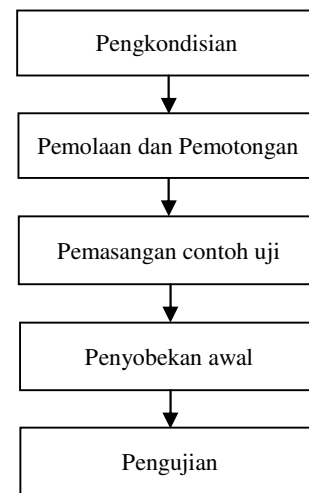 Pengkondisian
Pemolaan dan Pemotongan
Pemasangan contoh uji
Penyobekan awal
Pengujian